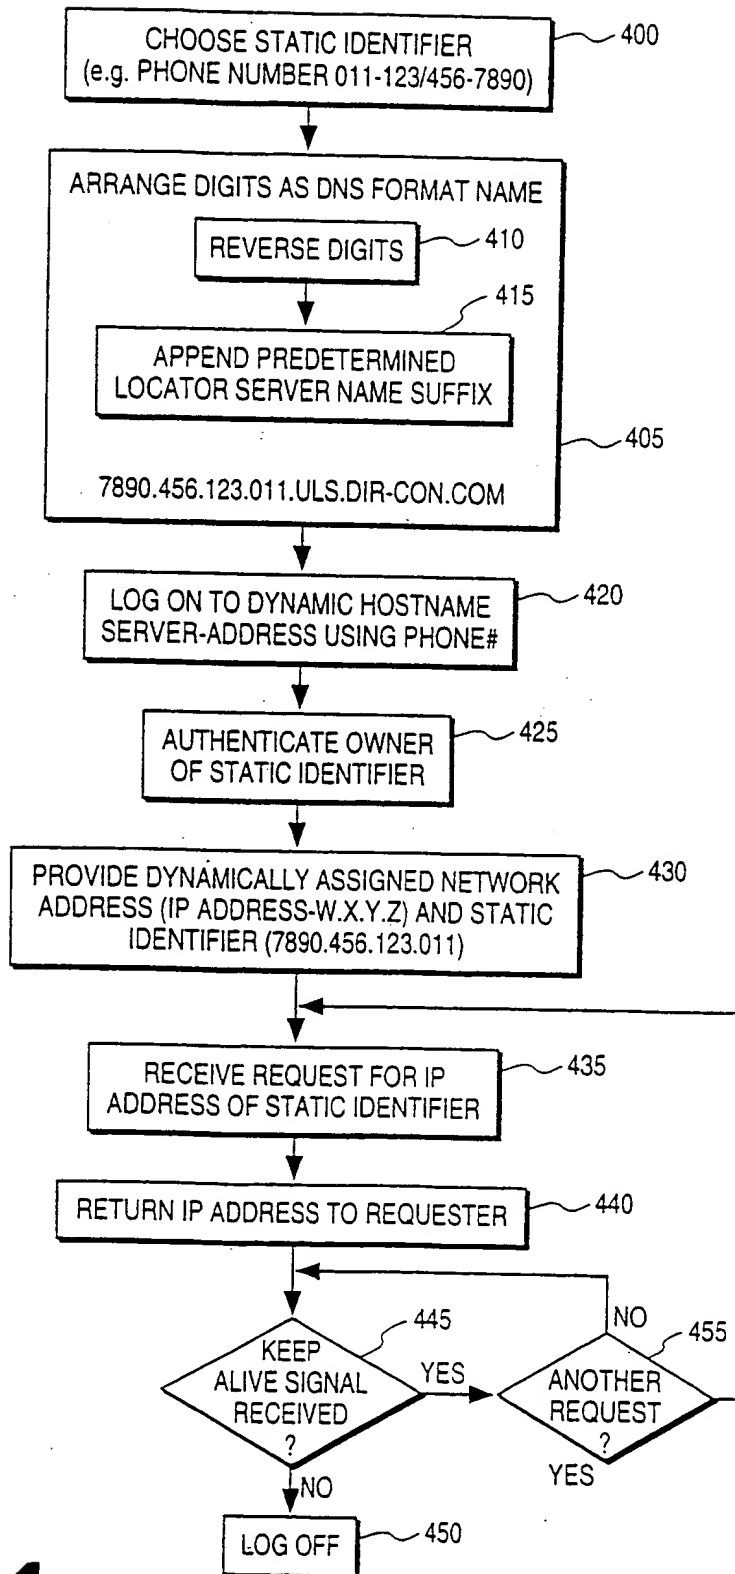 CHOOSE STATIC IDENTIFIER
(e.g. PHONE NUMBER 011-123/456-7890)
400
ARRANGE DIGITS AS DNS FORMAT NAME
REVERSE DIGITS
410
415
APPEND PREDETERMINED
LOCATOR SERVER NAME SUFFIX
405
7890.456.123.011.ULS.DIR-CON.COM
LOG ON TO DYNAMIC HOSTNAME
SERVER-ADDRESS USING PHONE#
420
AUTHENTICATE OWNER
OF STATIC IDENTIFIER
425
PROVIDE DYNAMICALLY ASSIGNED NETWORK
ADDRESS (IP ADDRESS-W.X.Y.Z) AND STATIC
IDENTIFIER (7890.456.123.011)
430
RECEIVE REQUEST FOR IP
ADDRESS OF STATIC IDENTIFIER
435
RETURN IP ADDRESS TO REQUESTER
440
KEEP
ALIVE SIGNAL
RECEIVED
?
445
YES
NO
ANOTHER
REQUEST
?
455
NO
YES
LOG OFF
450